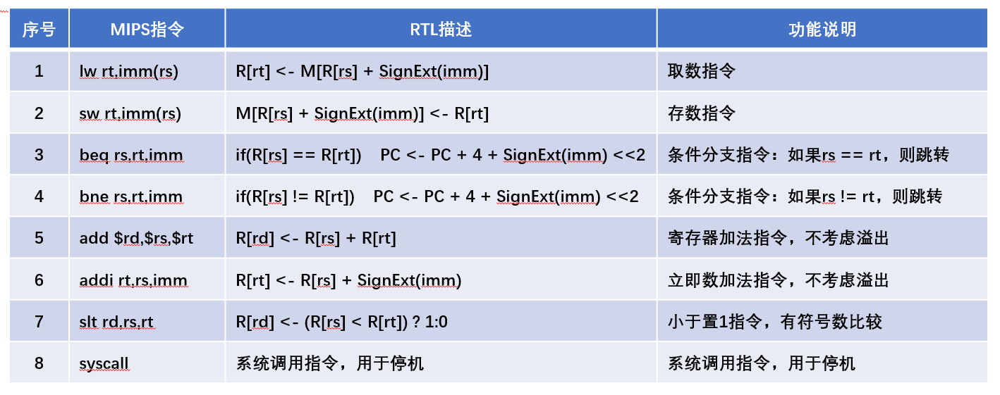 序号 MIPS指令 RTL描述 功能说明
1 lw rt,imm(rs) R[rt] <- M[R[rs] + SignExt(imm)] 取数指令
2 sw rt,imm(rs) M[R[rs] + SignExt(imm)] <- R[rt] 存数指令
3 beq rs,rt,imm if(R[rs] == R[rt]) PC <- PC + 4 + SignExt(imm) <<2 条件分支指令：如果rs == rt，则跳转
4 bne rs,rt,imm if(R[rs] != R[rt]) PC <- PC + 4 + SignExt(imm) <<2 条件分支指令：如果rs != rt，则跳转
5 add $rd,$rs,$rt R[rd] <- R[rs] + R[rt] 寄存器加法指令，不考虑溢出
6 addi rt,rs,imm R[rt] <- R[rs] + SignExt(imm) 立即数加法指令，不考虑溢出
7 slt rd,rs,rt R[rd] <- (R[rs] < R[rt]) ? 1:0 小于置1指令，有符号数比较
8 syscall 系统调用指令，用于停机 系统调用指令，用于停机